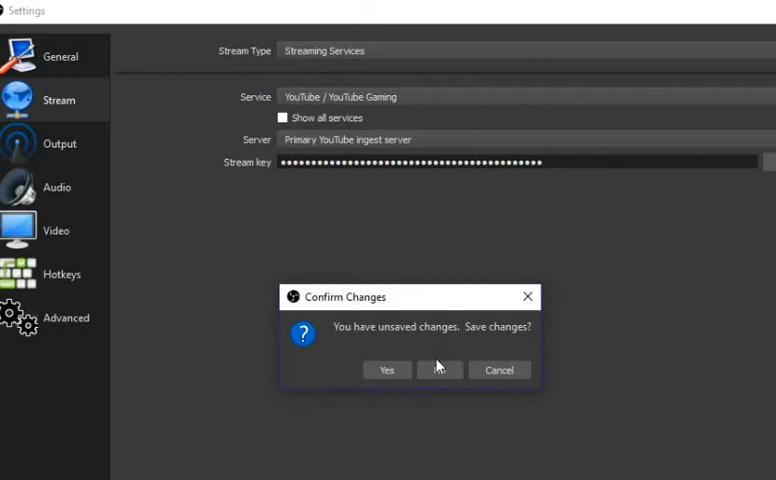 Settings
General
Stream
Output
Audio
Video
Hotkeys
Advanced
Stream Type Streaming Services
Service YouTube / YouTube Gaming
Show all services
Server Primary YouTube ingest server
Stream key ●●●●●●●●●●●●●●●●●●●●●●●●●●●●●●●●●●●●●●●●●●●
Confirm Changes
You have unsaved changes. Save changes?
Yes Cancel